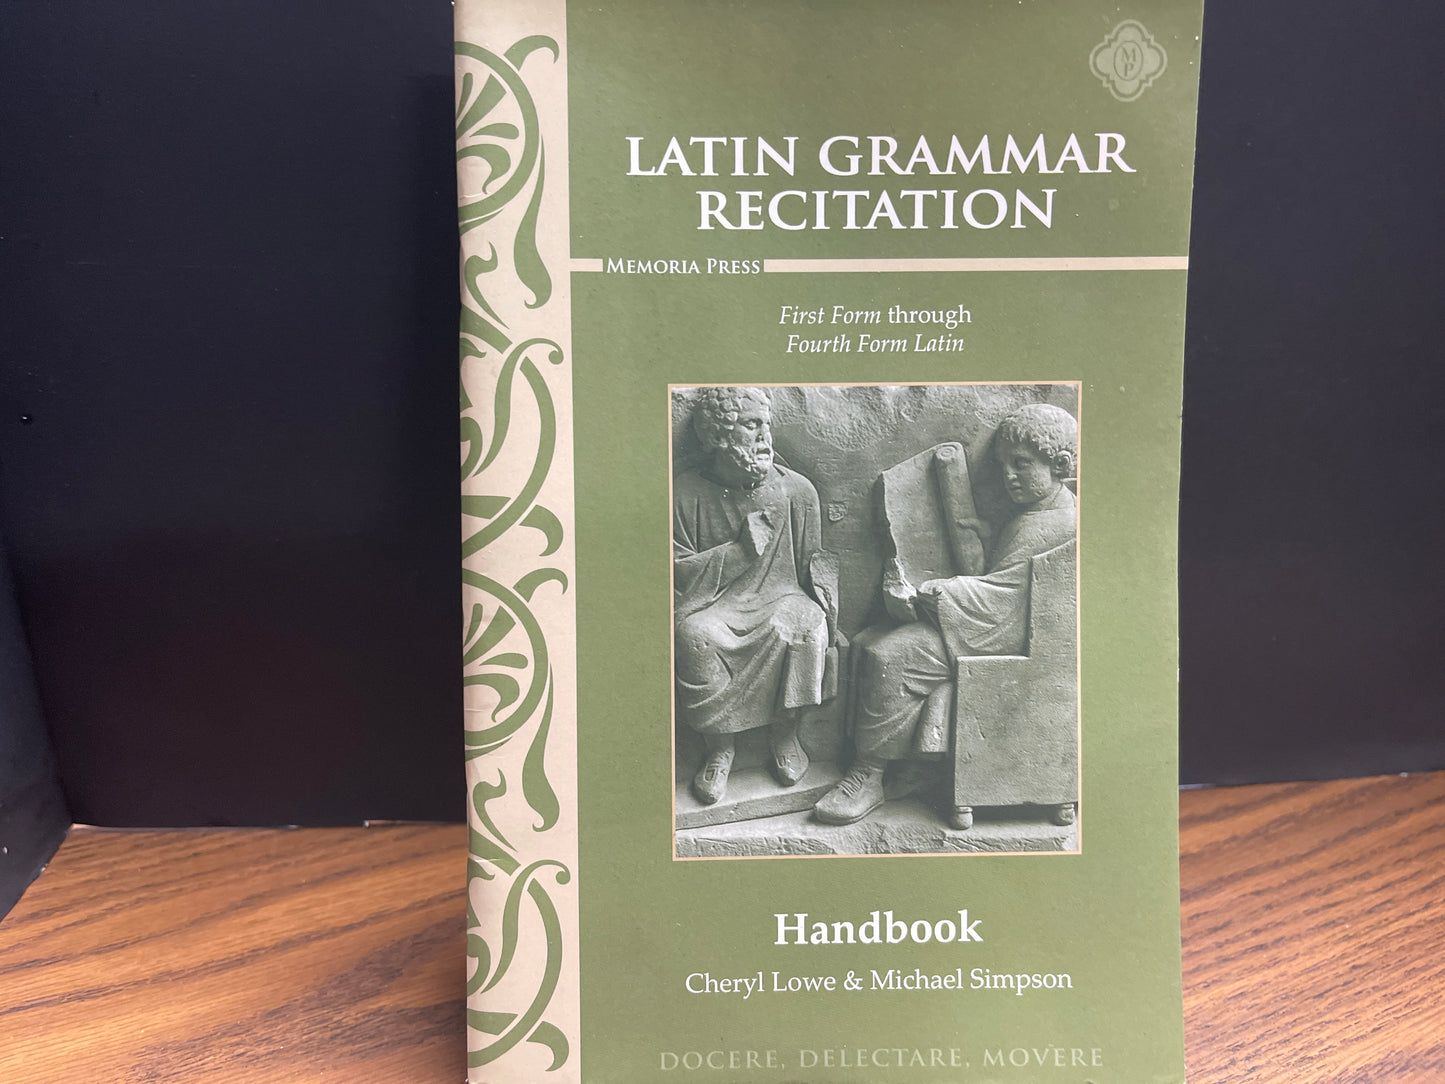 M
P
LATIN GRAMMAR
RECITATION
MEMORIA PRESS
First Form through
Fourth Form Latin
Handbook
Cheryl Lowe & Michael Simpson
DOCERE, DELECTARE, MOVERE